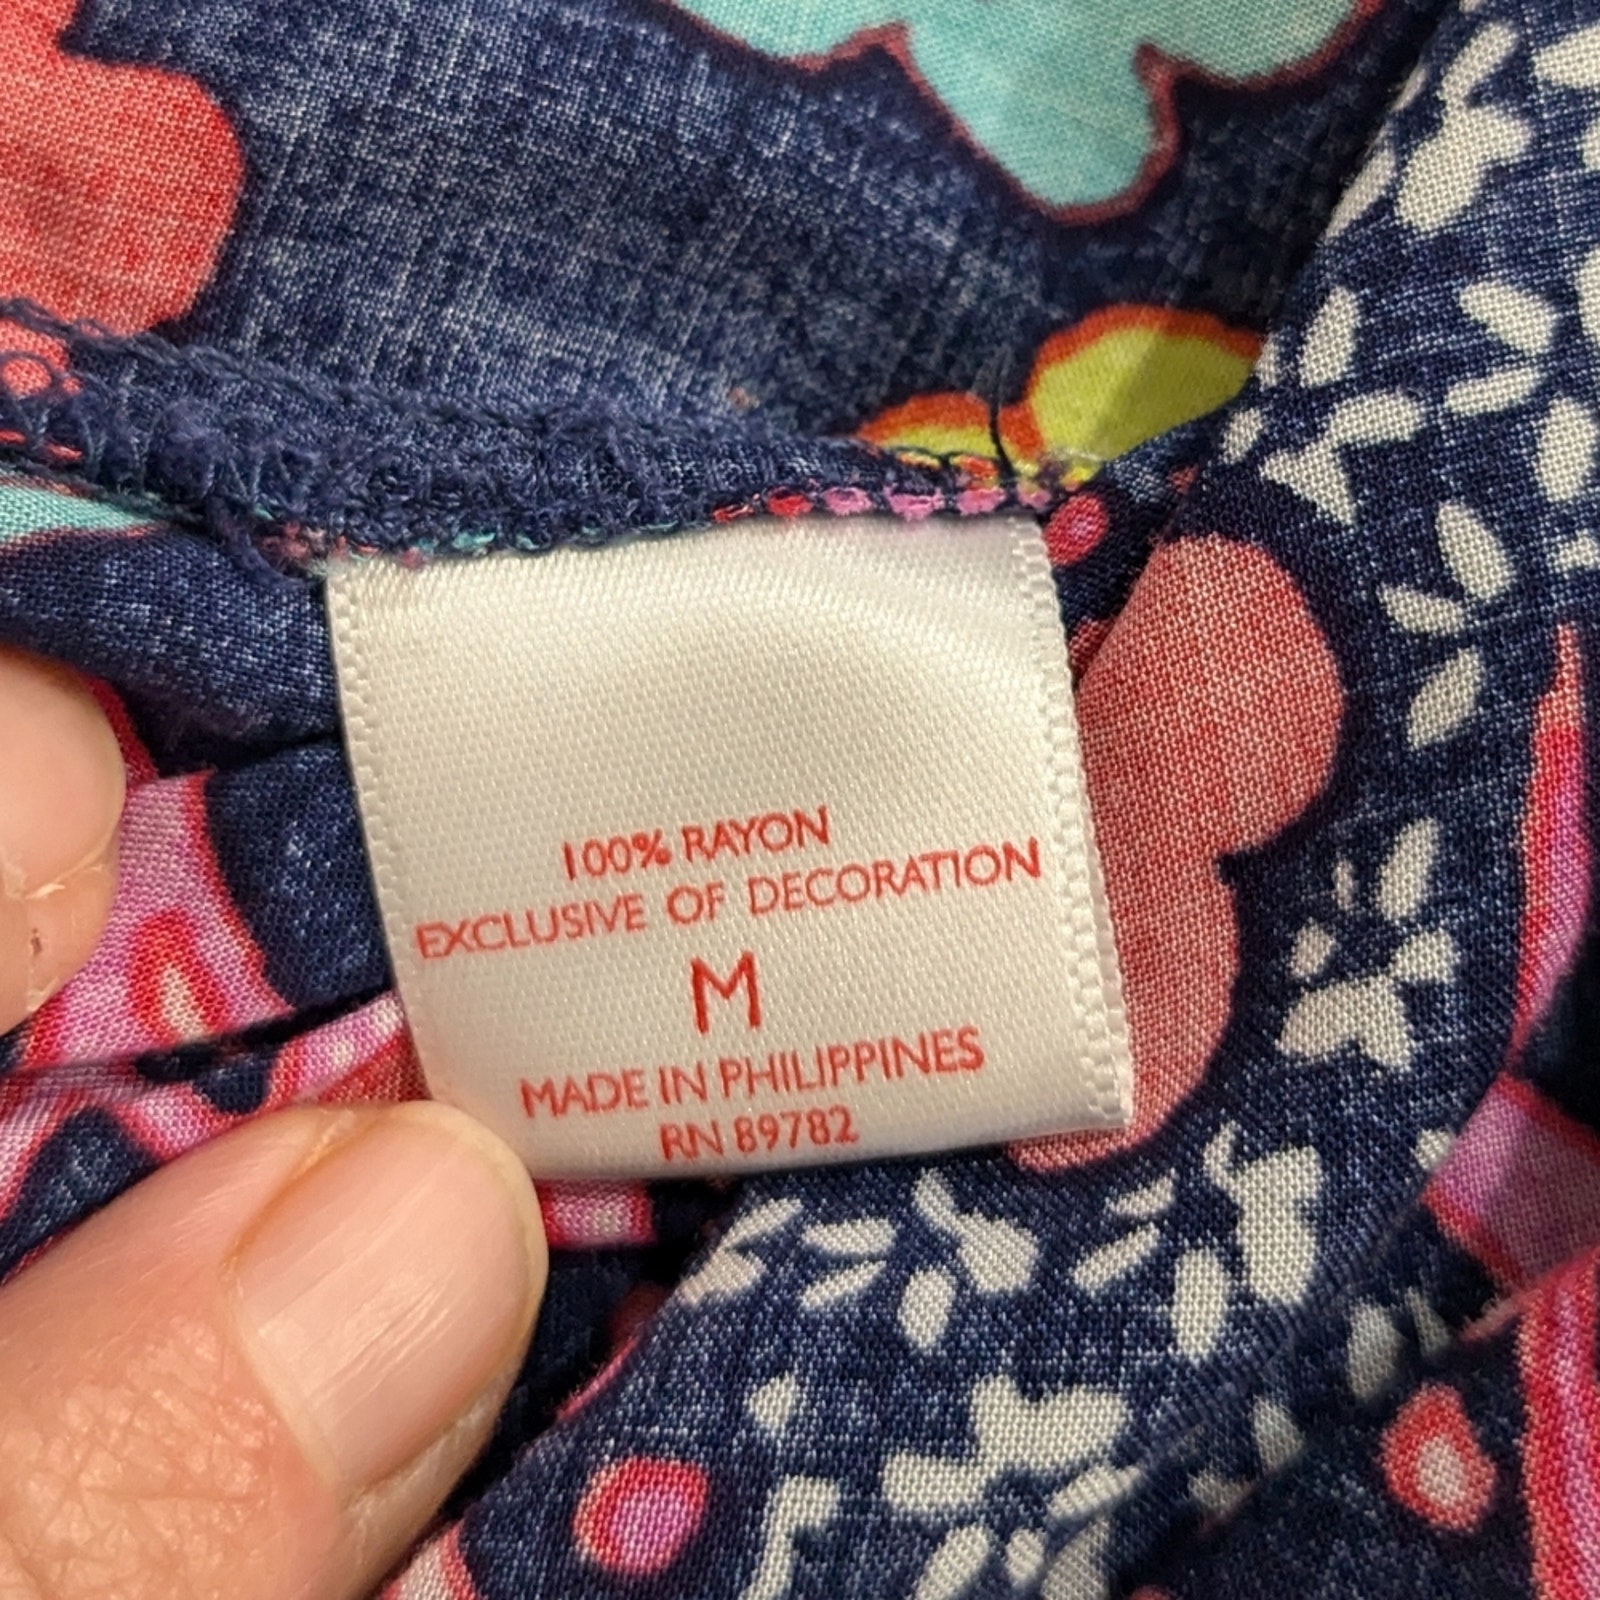 100% RAYON
EXCLUSIVE OF DECORATION
M
MADE IN PHILIPPINES
RN 89782